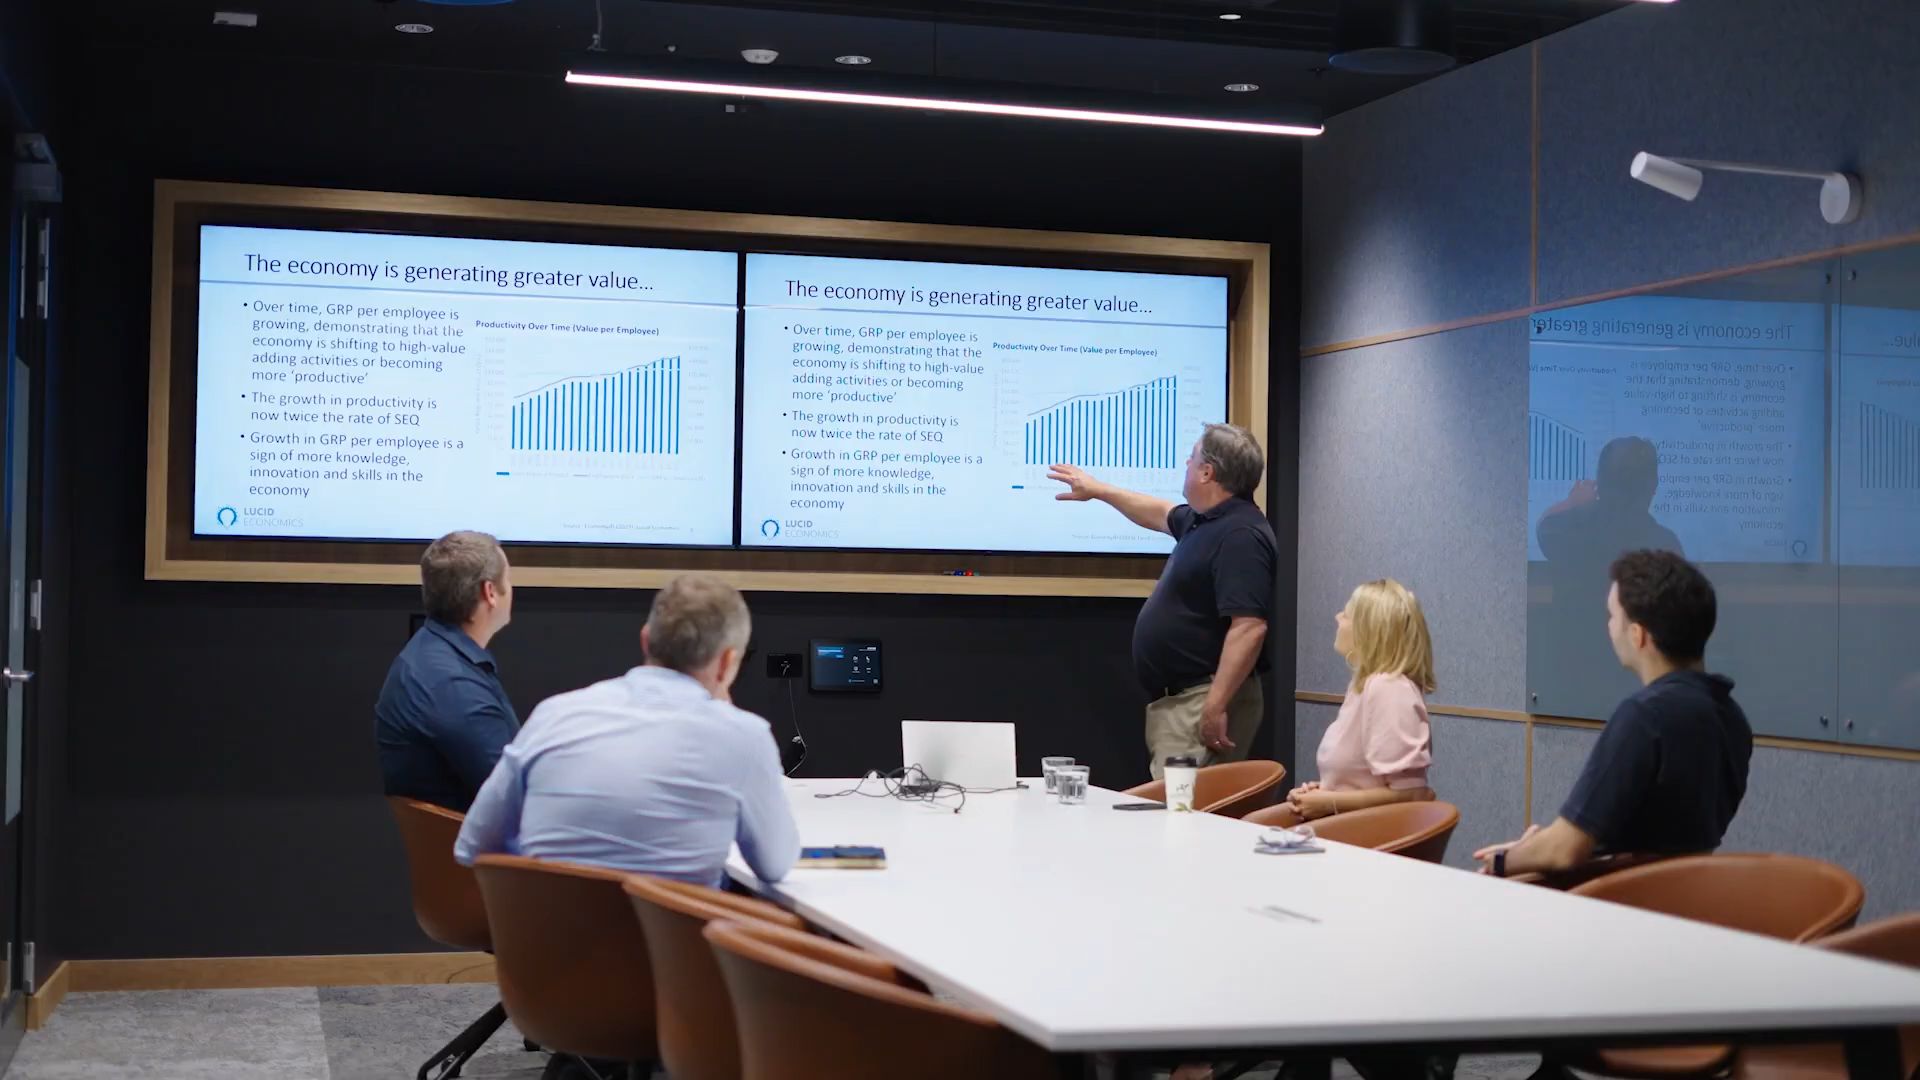 The economy is generating greater value...
• Over time, GRP per employee is
growing, demonstrating that the
economy is shifting to high-value
adding activities or becoming
more ‘productive’
• The growth in productivity is
now twice the rate of SEQ
• Growth in GRP per employee is a
sign of more knowledge,
innovation and skills in the
economy
Productivity Over Time (Value per Employee)
LUCID
ECONOMICS
The economy is generating greater value...
• Over time, GRP per employee is
growing, demonstrating that the
economy is shifting to high-value
adding activities or becoming
more ‘productive’
• The growth in productivity is
now twice the rate of SEQ
• Growth in GRP per employee is a
sign of more knowledge,
innovation and skills in the
economy
Productivity Over Time (Value per Employee)
LUCID
ECONOMICS